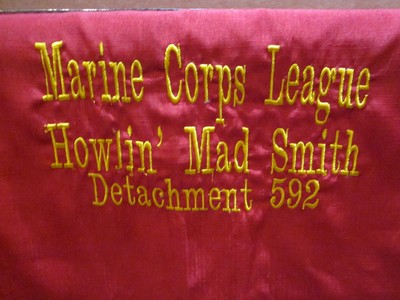 Marine Corps League
Howlin' Mad Smith
Detachment 592